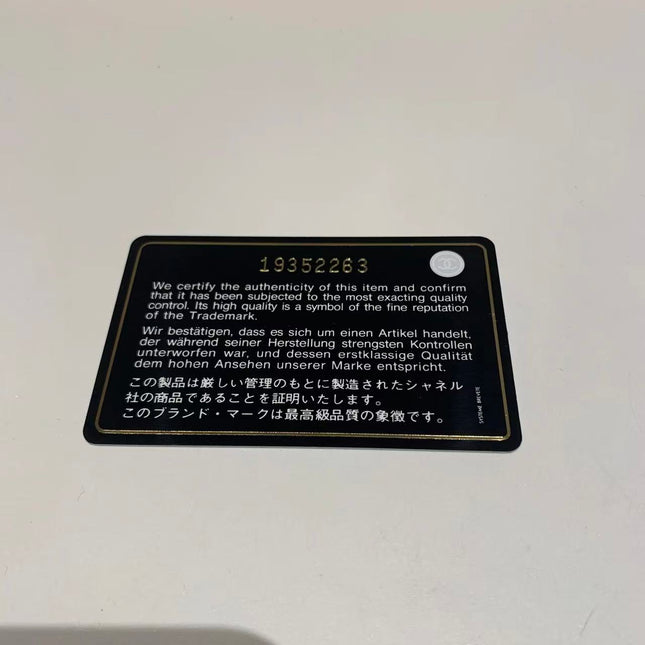 19352263
We certify the authenticity of this item and confirm
that it has been subjected to the most exacting quality
control. Its high quality is a symbol of the fine reputation
of the Trademark.
Wir bestätigen, dass es sich um einen Artikel handelt,
der während seiner Herstellung strengsten Kontrollen
unterworfen war, und dessen erstklassige Qualität
dem hohen Ansehen unserer Marke entspricht.
この製品は厳しい管理のもとに製造されたシャネル
社の商品であることを証明いたします。
このブランド・マークは最高級品質の象徴です。
SYSTEME BREVETE